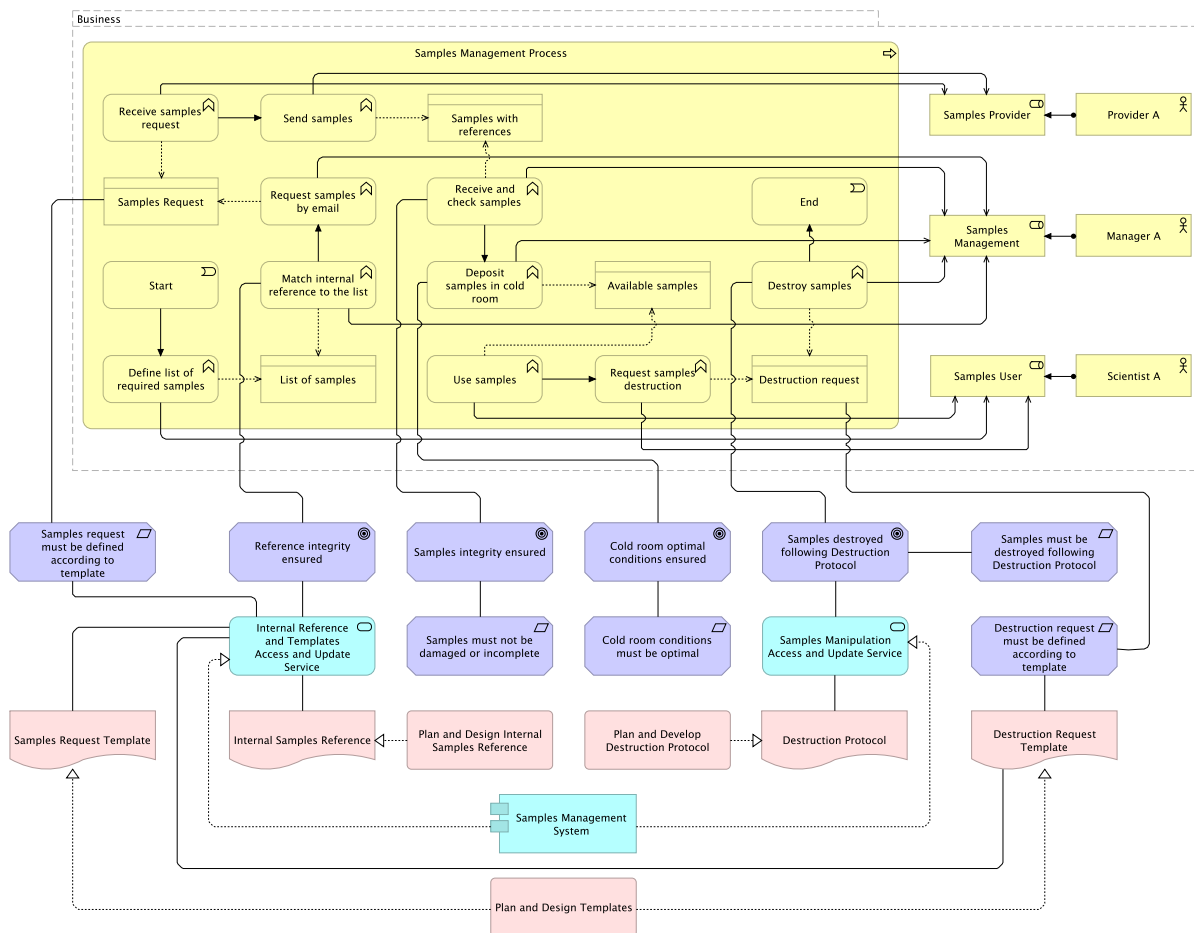 Business
Samples Management Process
Receive samples
request
Send samples
Samples with
references
Samples Provider
Provider A
Samples Request
Request samples
by email
Receive and
check samples
End
Samples
Management
Manager A
Start
Match internal
reference to the list
Deposit
samples in cold
room
Available samples
Destroy samples
Define list of
required samples
List of samples
Use samples
Request samples
destruction
Destruction request
Samples User
Scientist A
Samples request
must be defined
according to
template
Reference integrity
ensured
Samples integrity ensured
Cold room optimal
conditions ensured
Samples destroyed
following Destruction
Protocol
Samples must be
destroyed following
Destruction Protocol
Internal Reference
and Templates
Access and Update
Service
Samples must not be
damaged or incomplete
Cold room conditions
must be optimal
Samples Manipulation
Access and Update Service
Destruction request
must be defined
according to
template
Samples Request Template
Internal Samples Reference
Plan and Design Internal
Samples Reference
Plan and Develop
Destruction Protocol
Destruction Protocol
Destruction Request
Template
Samples Management
System
Plan and Design Templates